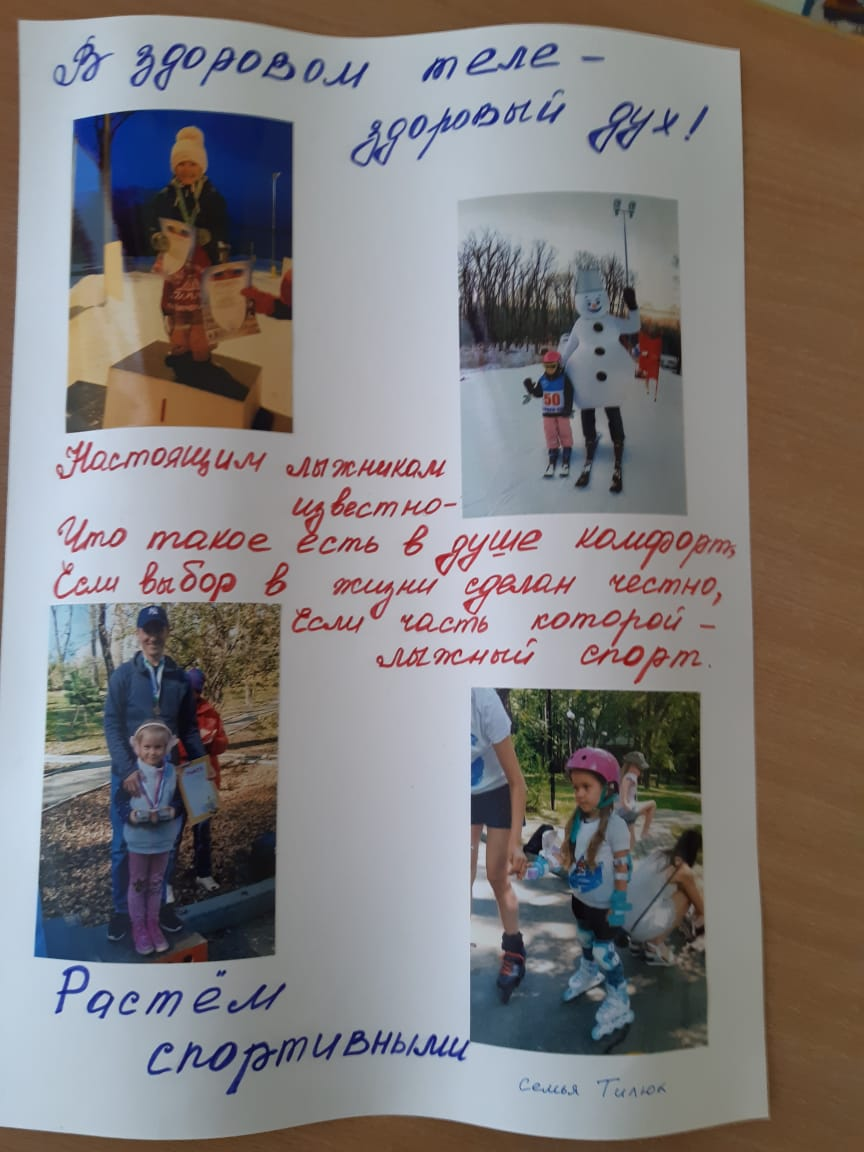 В здоровом теле -
здоровый дух!
50
Настоящим лыжникам
известно-
Что такое есть в душе комфорт,
Если выбор в жизни сделан честно,
Если часть которой -
лыжный спорт.
Растём
спортивными
семья Тилюк